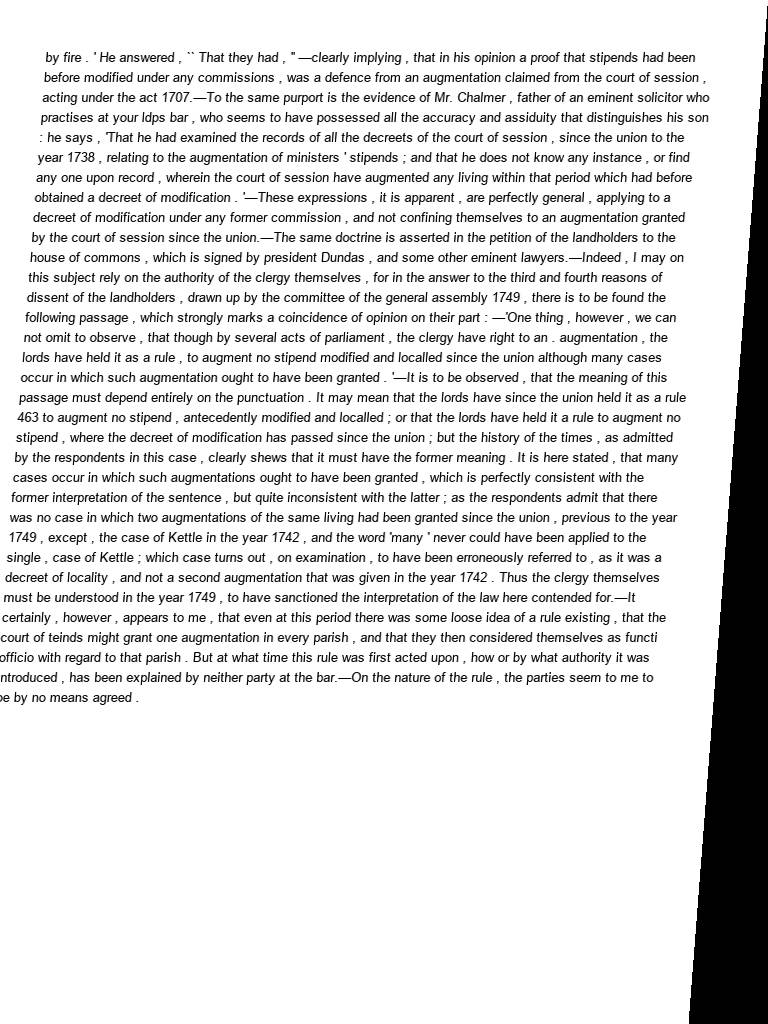 by fire . ' He answered , `` That they had , '' —clearly implying , that in his opinion a proof that stipends had been
before modified under any commissions , was a defence from an augmentation claimed from the court of session ,
acting under the act 1707.—To the same purport is the evidence of Mr. Chalmer , father of an eminent solicitor who
practises at your ldps bar , who seems to have possessed all the accuracy and assiduity that distinguishes his son
: he says , 'That he had examined the records of all the decreets of the court of session , since the union to the
year 1738 , relating to the augmentation of ministers ' stipends ; and that he does not know any instance , or find
any one upon record , wherein the court of session have augmented any living within that period which had before
obtained a decreet of modification . '—These expressions , it is apparent , are perfectly general , applying to a
decreet of modification under any former commission , and not confining themselves to an augmentation granted
by the court of session since the union.—The same doctrine is asserted in the petition of the landholders to the
house of commons , which is signed by president Dundas , and some other eminent lawyers.—Indeed , I may on
this subject rely on the authority of the clergy themselves , for in the answer to the third and fourth reasons of
dissent of the landholders , drawn up by the committee of the general assembly 1749 , there is to be found the
following passage , which strongly marks a coincidence of opinion on their part : —'One thing , however , we can
not omit to observe , that though by several acts of parliament , the clergy have right to an . augmentation , the
lords have held it as a rule , to augment no stipend modified and localled since the union although many cases
occur in which such augmentation ought to have been granted . '—It is to be observed , that the meaning of this
passage must depend entirely on the punctuation . It may mean that the lords have since the union held it as a rule
463 to augment no stipend , antecedently modified and localled ; or that the lords have held it a rule to augment no
stipend , where the decreet of modification has passed since the union ; but the history of the times , as admitted
by the respondents in this case , clearly shews that it must have the former meaning . It is here stated , that many
cases occur in which such augmentations ought to have been granted , which is perfectly consistent with the
former interpretation of the sentence , but quite inconsistent with the latter ; as the respondents admit that there
was no case in which two augmentations of the same living had been granted since the union , previous to the year
1749 , except , the case of Kettle in the year 1742 , and the word 'many ' never could have been applied to the
single , case of Kettle ; which case turns out , on examination , to have been erroneously referred to , as it was a
decreet of locality , and not a second augmentation that was given in the year 1742 . Thus the clergy themselves
must be understood in the year 1749 , to have sanctioned the interpretation of the law here contended for.—It
certainly , however , appears to me , that even at this period there was some loose idea of a rule existing , that the
court of teinds might grant one augmentation in every parish , and that they then considered themselves as functi
officio with regard to that parish . But at what time this rule was first acted upon , how or by what authority it was
introduced , has been explained by neither party at the bar.—On the nature of the rule , the parties seem to me to
be by no means agreed .